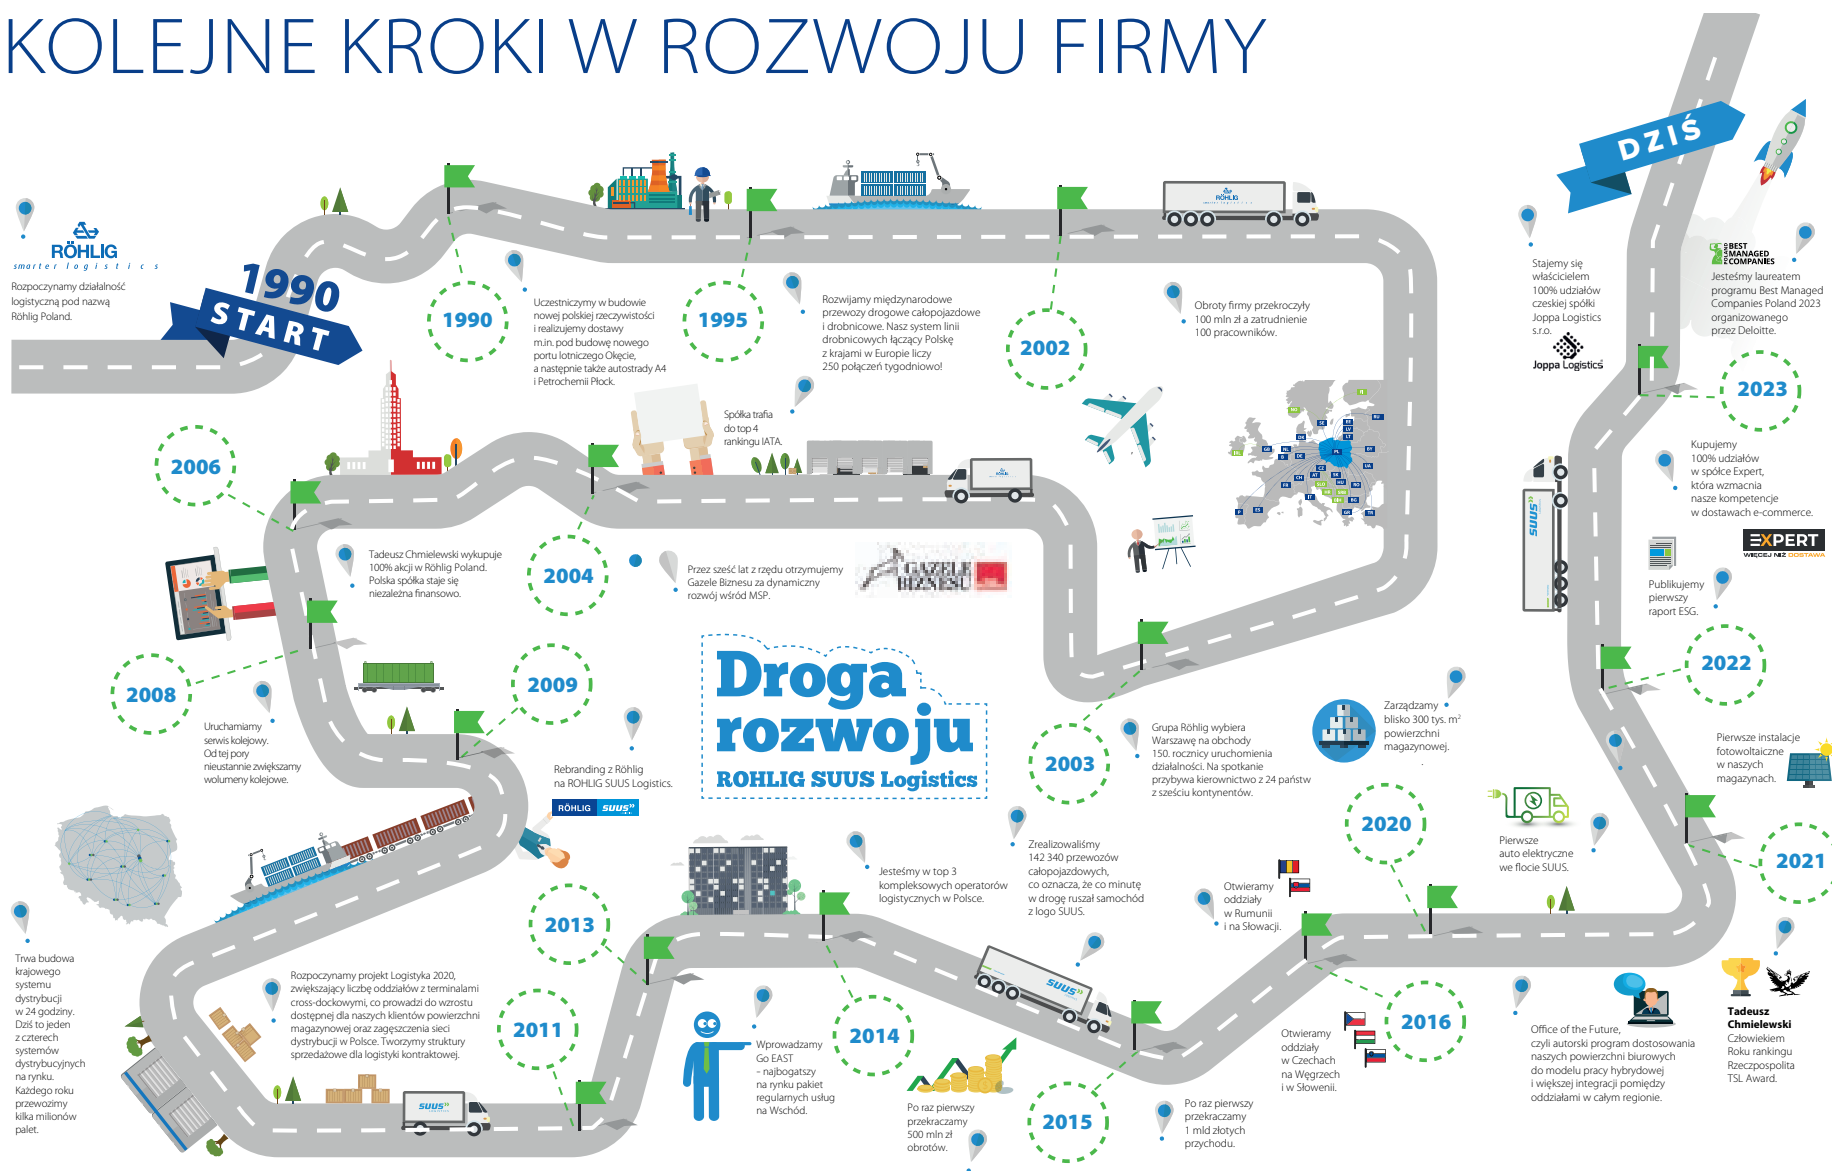 KOLEJNE KROKI W ROZWOJU FIRMY
RÖHLIG
smarter logistics
Rozpoczynamy działalność
logistyczną pod nazwą
Röhlig Poland.
1990
START
1990
Uczestniczymy w budowie
nowej polskiej rzeczywistości
i realizujemy dostawy
m.in. pod budowę nowego
portu lotniczego Okęcie,
a następnie także autostrady A4
i Petrochemii Płock.
1995
Rozwijamy międzynarodowe
przewozy drogowe całopojazdowe
i drobnicowe. Nasz system linii
drobnicowych łączący Polskę
z krajami w Europie liczy
250 połączeń tygodniowo!
2002
RÖHLIG
Obroty firmy przekroczyły
100 mln zł a zatrudnienie
100 pracowników.
2003
Grupa Röhlig wybiera
Warszawę na obchody
150. rocznicy uruchomienia
działalności. Na spotkanie
przybywa kierownictwo z 24 państw
z sześciu kontynentów.
Spółka trafia
do top 4
rankingu IATA.
2004
Przez sześć lat z rzędu otrzymujemy
Gazele Biznesu za dynamiczny
rozwój wśród MSP.
GAZELE
BIZNESU
2006
Tadeusz Chmielewski wykupuje
100% akcji w Röhlig Poland.
Polska spółka staje się
niezależna finansowo.
2008
Uruchamiamy
serwis kolejowy.
Od tej pory
nieustannie zwiększamy
wolumeny kolejowe.
2009
Rebranding z Röhlig
na ROHLIG SUUS Logistics.
RÖHLIG SUUS
Droga
rozwoju
ROHLIG SUUS Logistics
Trwa budowa
krajowego
systemu
dystrybucji
w 24 godziny.
Dziś to jeden
z czterech
systemów
dystrybucyjnych
na rynku.
Każdego roku
przewozimy
kilka milionów
palet.
Rozpoczynamy projekt Logistyka 2020,
zwiększający liczbę oddziałów z terminalami
cross-dockowymi, co prowadzi do wzrostu
dostępnej dla naszych klientów powierzchni
magazynowej oraz zagęszczenia sieci
dystrybucji w Polsce. Tworzymy struktury
sprzedażowe dla logistyki kontraktowej.
SUUS
2011
2013
Wprowadzamy
Go EAST
– najbogatszy
na rynku pakiet
regularnych usług
na Wschód.
Jesteśmy w top 3
kompleksowych operatorów
logistycznych w Polsce.
2014
Po raz pierwszy
przekraczamy
500 mln zł
obrotów.
Zrealizowaliśmy
142 340 przewozów
całopojazdowych,
co oznacza, że co minutę
w drogę ruszał samochód
z logo SUUS.
SUUS
2015
Po raz pierwszy
przekraczamy
1 mld złotych
przychodu.
Otwieramy
oddziały
w Rumunii
i na Słowacji.
Otwieramy
oddziały
w Czechach
na Węgrzech
i w Słowenii.
2016
2020
Zarządzamy
blisko 300 tys. m²
powierzchni
magazynowej.
Pierwsze
auto elektryczne
we flocie SUUS.
Office of the Future,
czyli autorski program dostosowania
naszych powierzchni biurowych
do modelu pracy hybrydowej
i większej integracji pomiędzy
oddziałami w całym regionie.
Tadeusz
Chmielewski
Człowiekiem
Roku rankingu
Rzeczpospolita
TSL Award.
2021
Pierwsze instalacje
fotowoltaiczne
w naszych
magazynach.
2022
Publikujemy
pierwszy
raport ESG.
SUUS
Kupujemy
100% udziałów
w spółce Expert,
która wzmacnia
nasze kompetencje
w dostawach e-commerce.
EXPERT
WIĘCEJ NIŻ DOSTAWA
2023
Stajemy się
właścicielem
100% udziałów
czeskiej spółki
Joppa Logistics
s.r.o.
Joppa Logistics
POLAND
BEST
MANAGED
COMPANIES
Jesteśmy laureatem
programu Best Managed
Companies Poland 2023
organizowanego
przez Deloitte.
DZIŚ